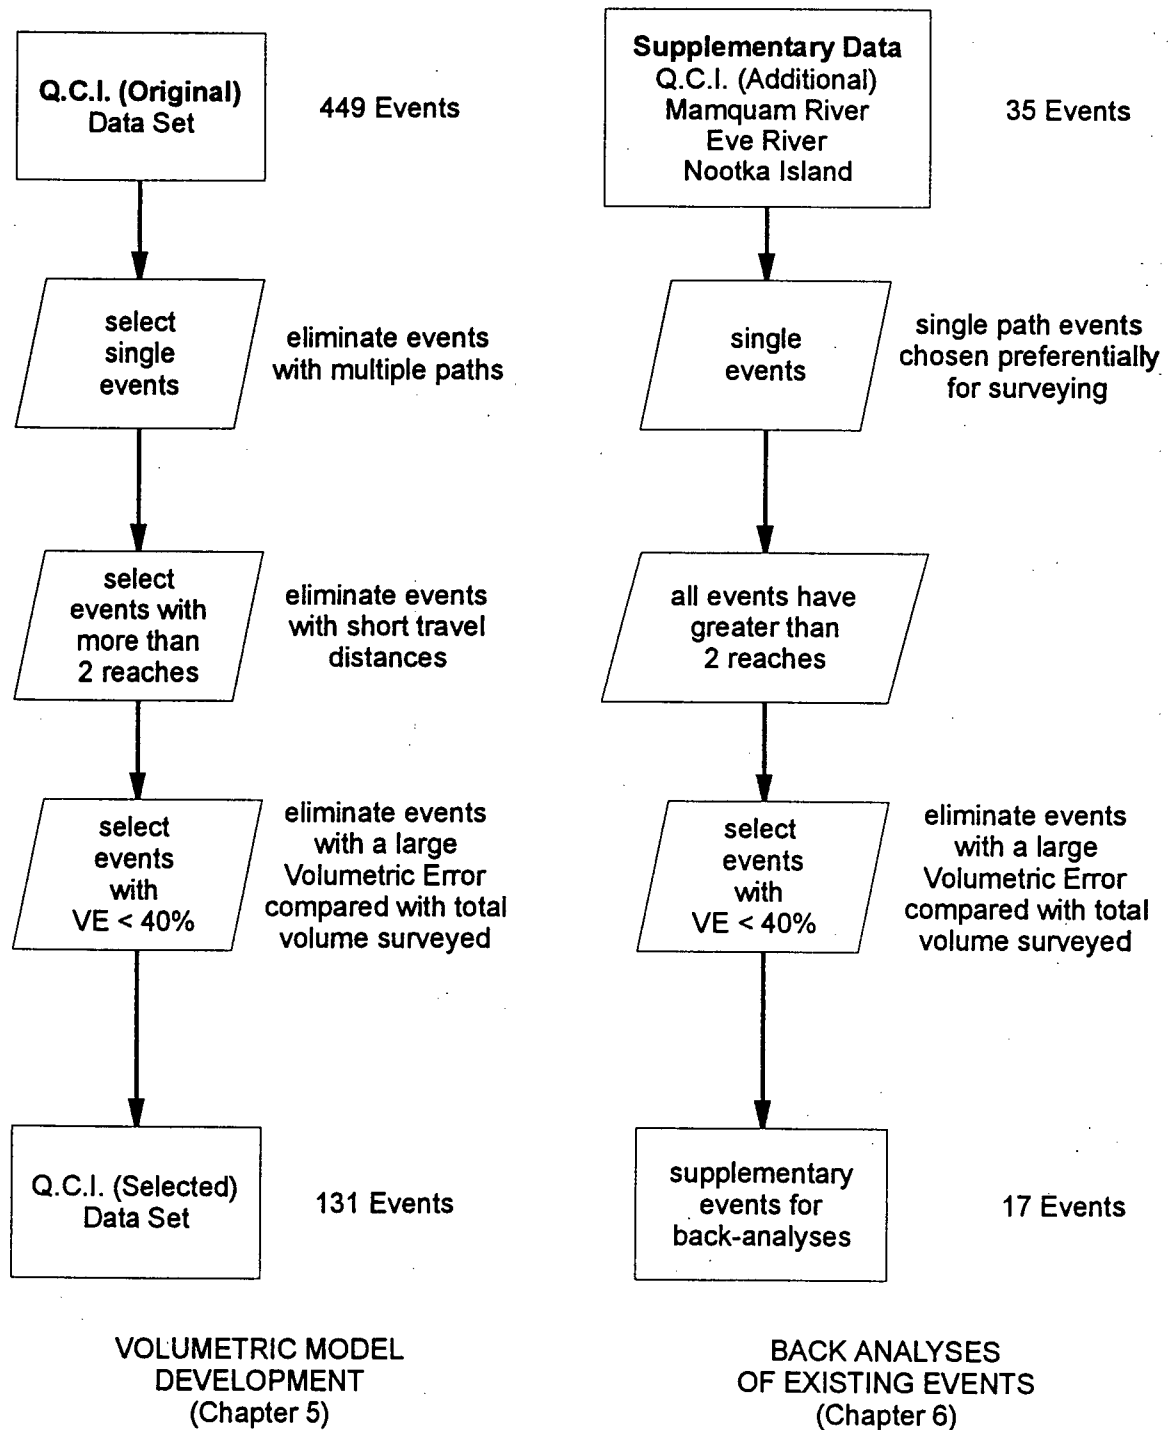 Q.C.I. (Original)
Data Set
449 Events
select
single
events
eliminate events
with multiple paths
select
events with
more than
2 reaches
eliminate events
with short travel
distances
select
events
with
VE < 40%
eliminate events
with a large
Volumetric Error
compared with total
volume surveyed
Q.C.I. (Selected)
Data Set
131 Events
VOLUMETRIC MODEL
DEVELOPMENT
(Chapter 5)
Supplementary Data
Q.C.I. (Additional)
Mamquam River
Eve River
Nootka Island
35 Events
single
events
single path events
chosen preferentially
for surveying
all events have
greater than
2 reaches
select
events
with
VE < 40%
eliminate events
with a large
Volumetric Error
compared with total
volume surveyed
supplementary
events for
back-analyses
17 Events
BACK ANALYSES
OF EXISTING EVENTS
(Chapter 6)